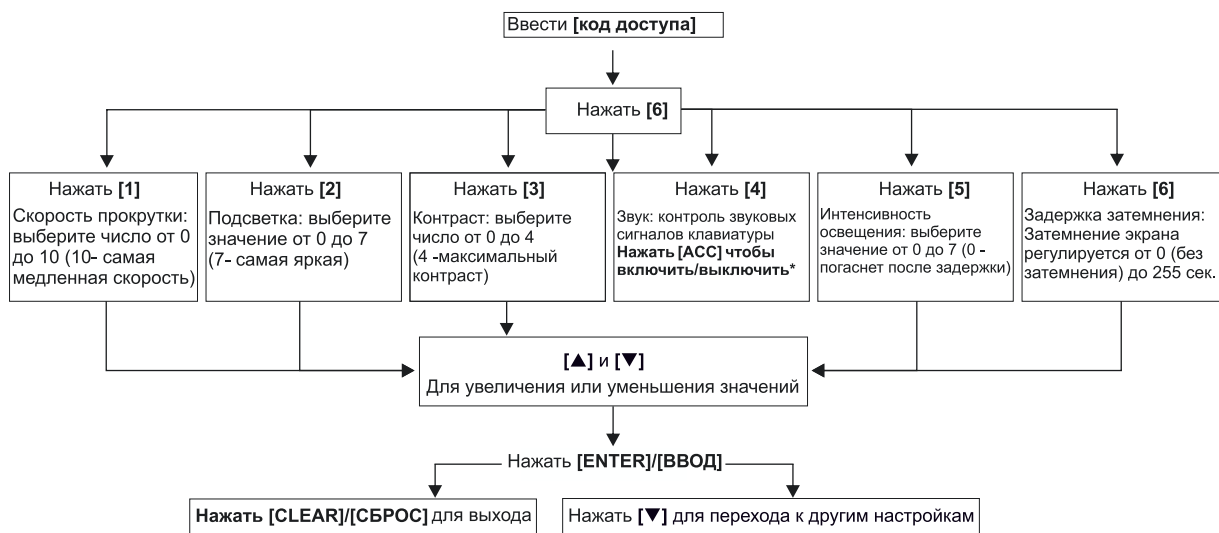 Ввести [код доступа]
Нажать [6]
Нажать [1]
Скорость прокрутки:
выберите число от 0
до 10 (10- самая
медленная скорость)
Нажать [2]
Подсветка: выберите
значение от 0 до 7
(7- самая яркая)
Нажать [3]
Контраст: выберите
число от 0 до 4
(4 -максимальный
контраст)
Нажать [4]
Звук: контроль звуковых
сигналов клавиатуры
Нажать [ACC] чтобы
включить/выключить*
Нажать [5]
Интенсивность
освещения: выберите
значение от 0 до 7 (0 -
погаснет после задержки)
Нажать [6]
Задержка затемнения:
Затемнение экрана
регулируется от 0 (без
затемнения) до 255 сек.
[▲] и [▼]
Для увеличения или уменьшения значений
Нажать [ENTER]/[ВВОД]
Нажать [CLEAR]/[СБРОС] для выхода
Нажать [▼] для перехода к другим настройкам